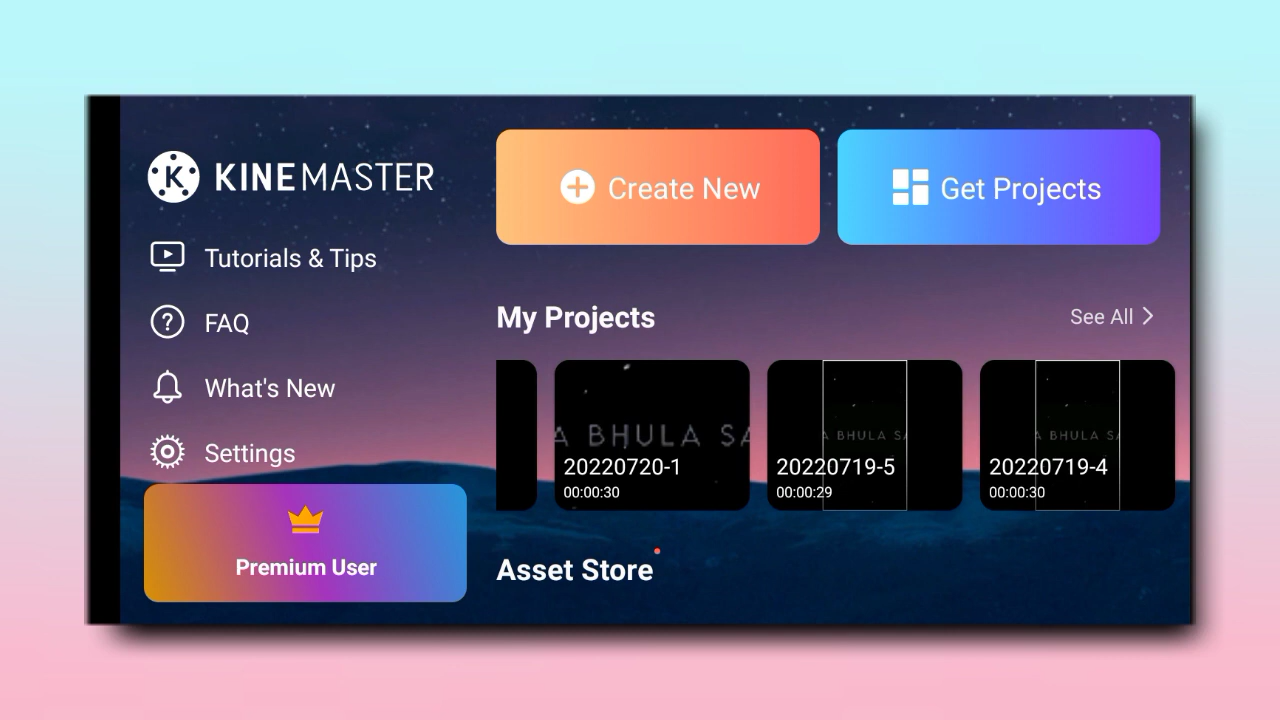 KINEMASTER
Tutorials & Tips
FAQ
What's New
Settings
Premium User
Create New
Get Projects
My Projects
See All
A BHULA SA
20220720-1
00:00:30
A BHULA SA
20220719-5
00:00:29
A BHULA SA
20220719-4
00:00:30
Asset Store